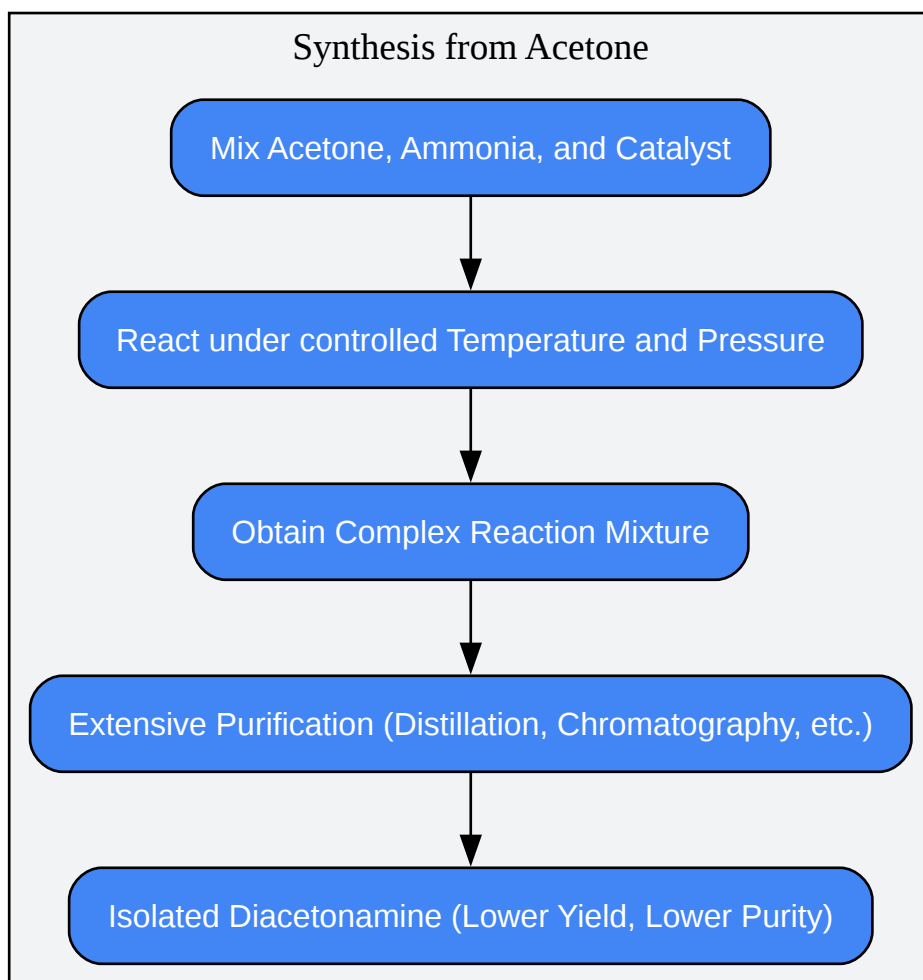 Synthesis from Acetone
Mix Acetone, Ammonia, and Catalyst
React under controlled Temperature and Pressure
Obtain Complex Reaction Mixture
Extensive Purification (Distillation, Chromatography, etc.)
Isolated Diacetonamine (Lower Yield, Lower Purity)